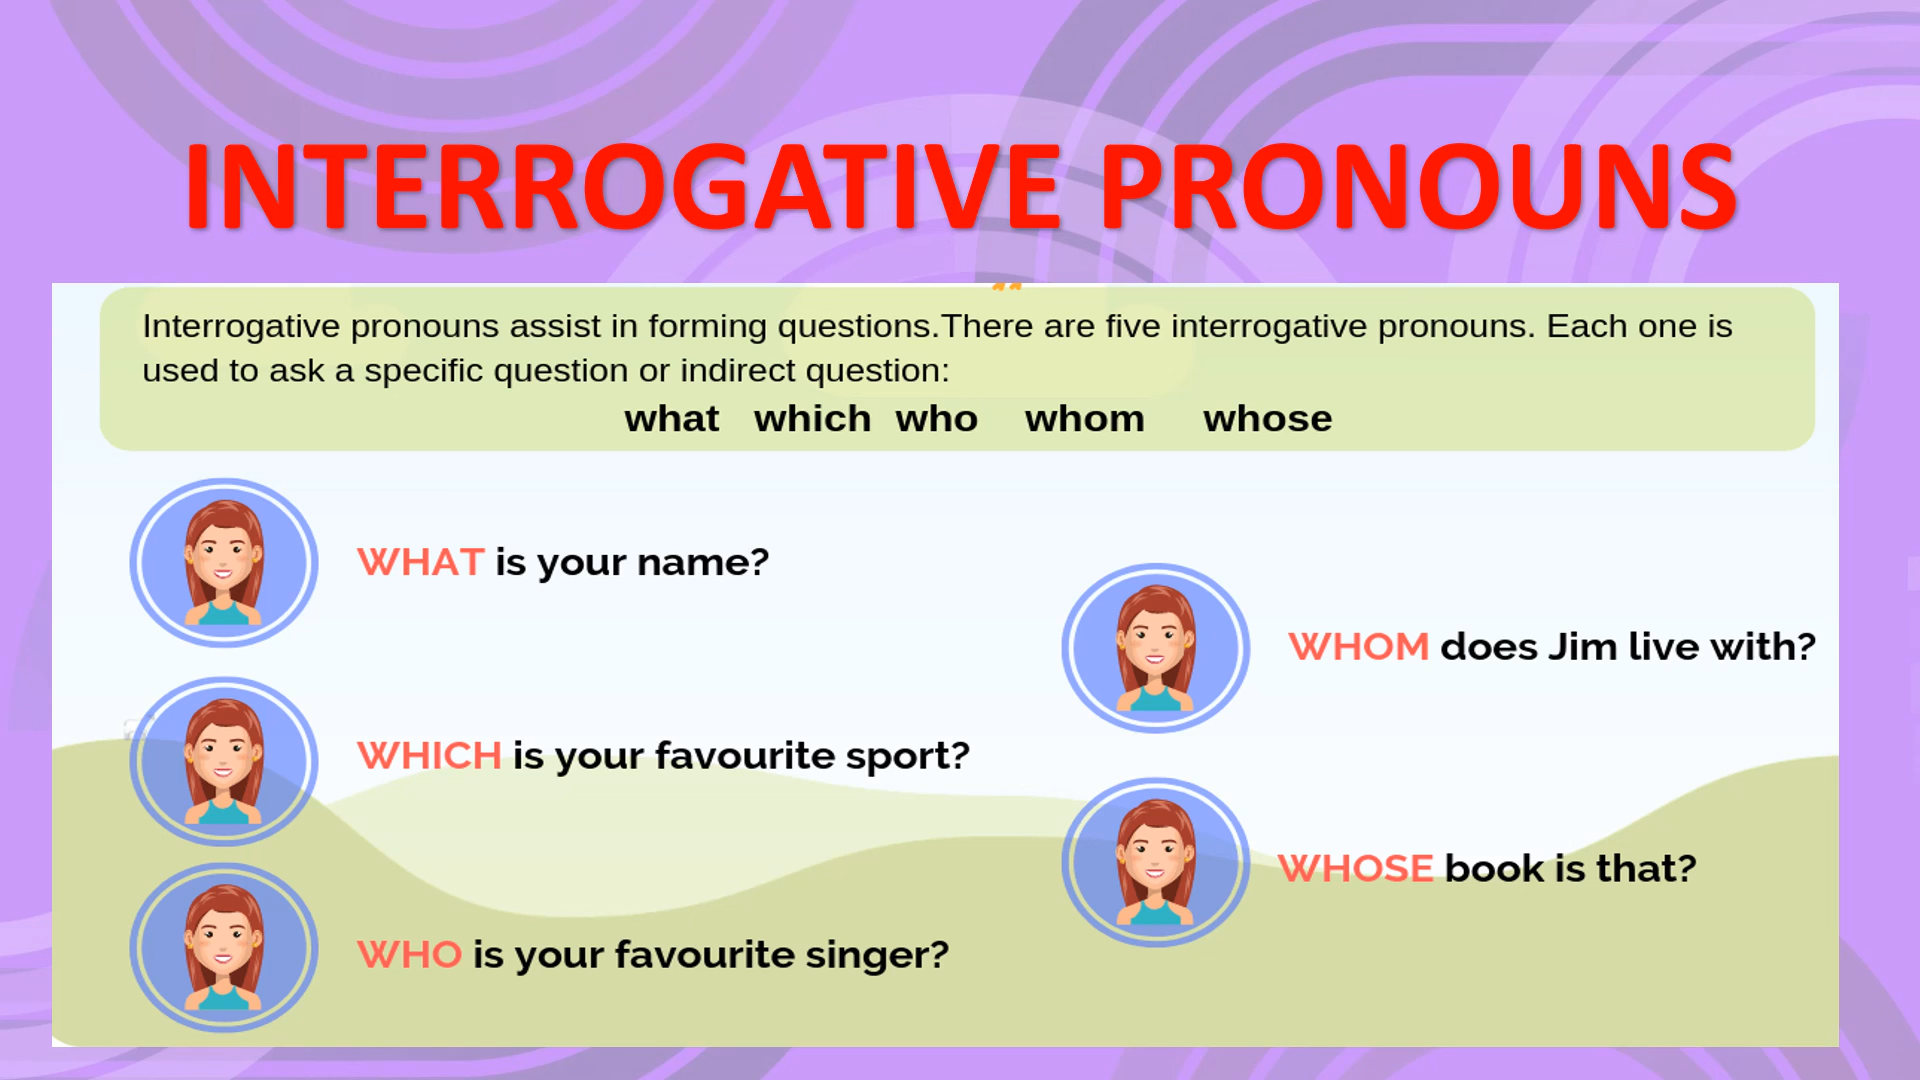 INTERROGATIVE PRONOUNS
Interrogative pronouns assist in forming questions.There are five interrogative pronouns. Each one is
used to ask a specific question or indirect question:
what which who whom whose
WHAT is your name?
WHICH is your favourite sport?
WHO is your favourite singer?
WHOM does Jim live with?
WHOSE book is that?